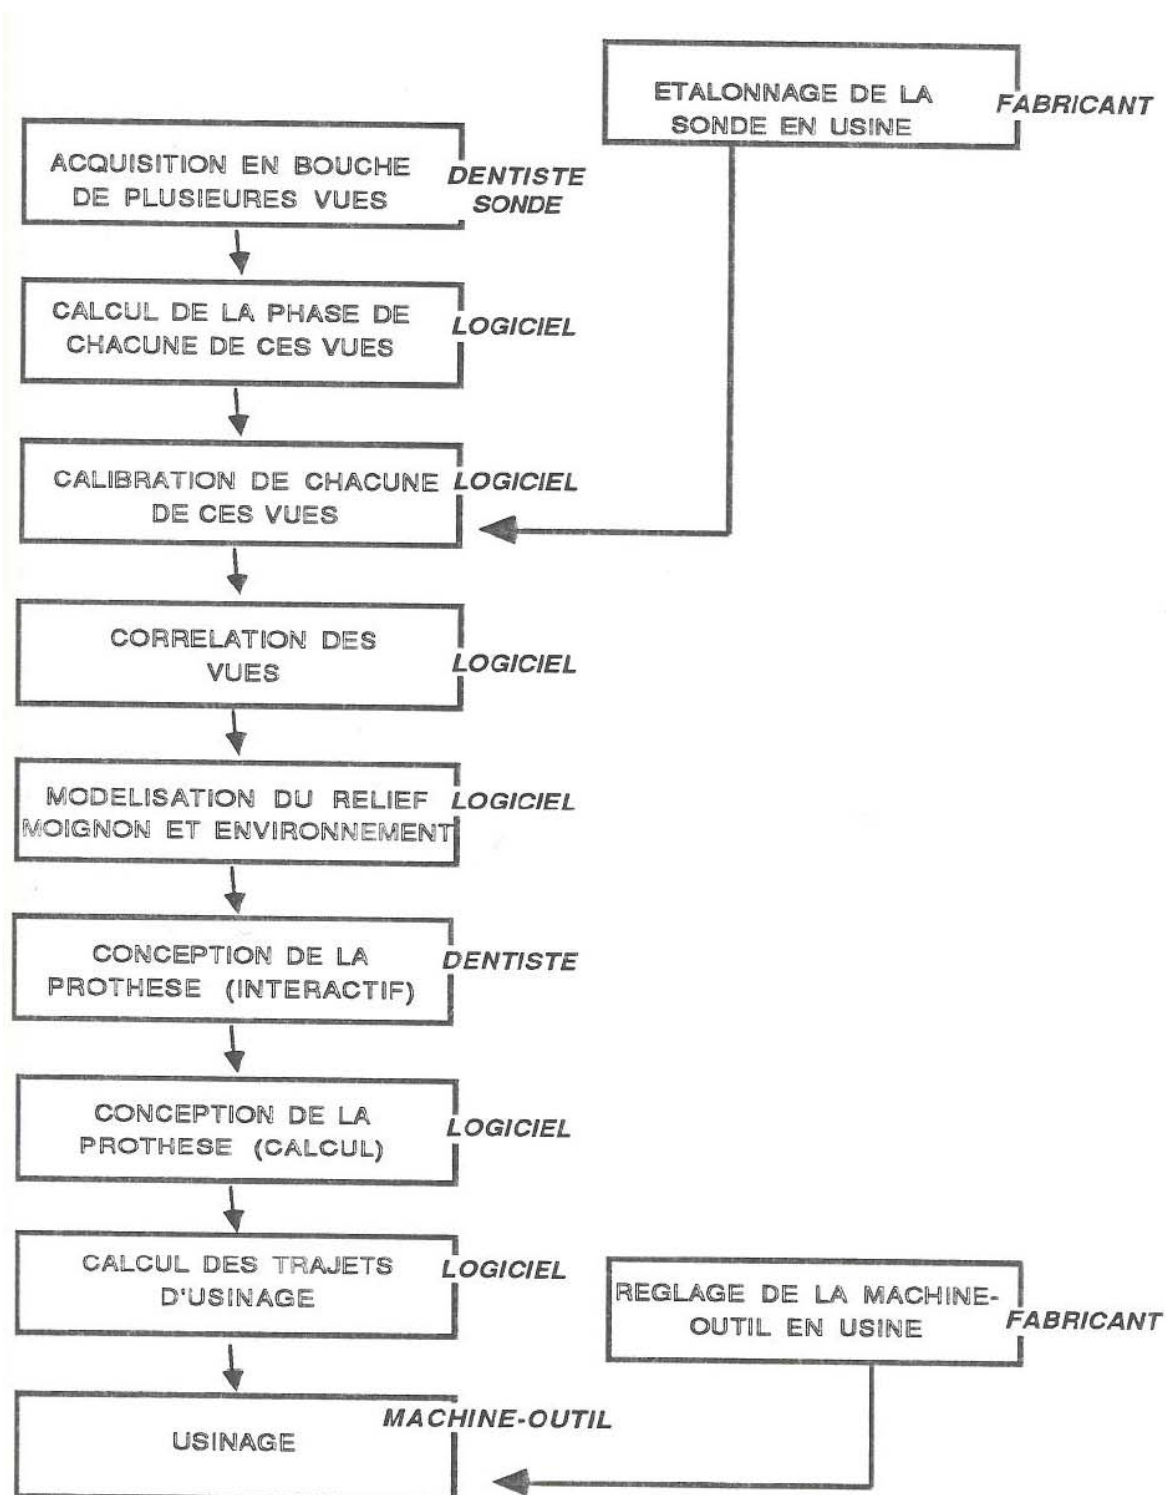 ETALONNAGE DE LA
SONDE EN USINE
FABRICANT
ACQUISITION EN BOUCHE
DE PLUSIEURES VUES
DENTISTE
SONDE
CALCUL DE LA PHASE DE
CHACUNE DE CES VUES
LOGICIEL
CALIBRATION DE CHACUNE
DE CES VUES
LOGICIEL
CORRELATION DES
VUES
LOGICIEL
MODELISATION DU RELIEF
MOIGNON ET ENVIRONNEMENT
LOGICIEL
CONCEPTION DE LA
PROTHESE (INTERACTIF)
DENTISTE
CONCEPTION DE LA
PROTHESE (CALCUL)
LOGICIEL
CALCUL DES TRAJETS
D'USINAGE
LOGICIEL
REGLAGE DE LA MACHINE-
OUTIL EN USINE
FABRICANT
USINAGE
MACHINE-OUTIL